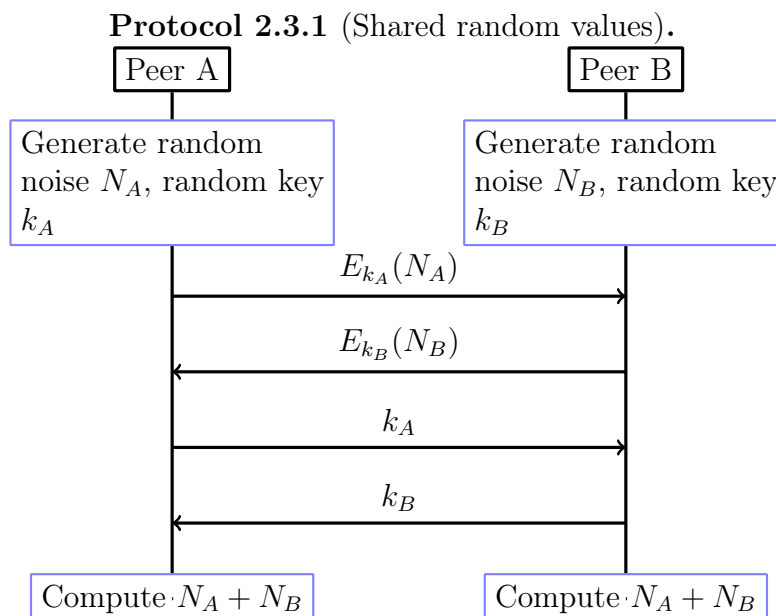 Protocol 2.3.1 (Shared random values).
Peer A
Peer B
Generate random
noise N_A, random key
k_A
Generate random
noise N_B, random key
k_B
E_{k_A}(N_A)
E_{k_B}(N_B)
k_A
k_B
Compute N_A + N_B
Compute N_A + N_B